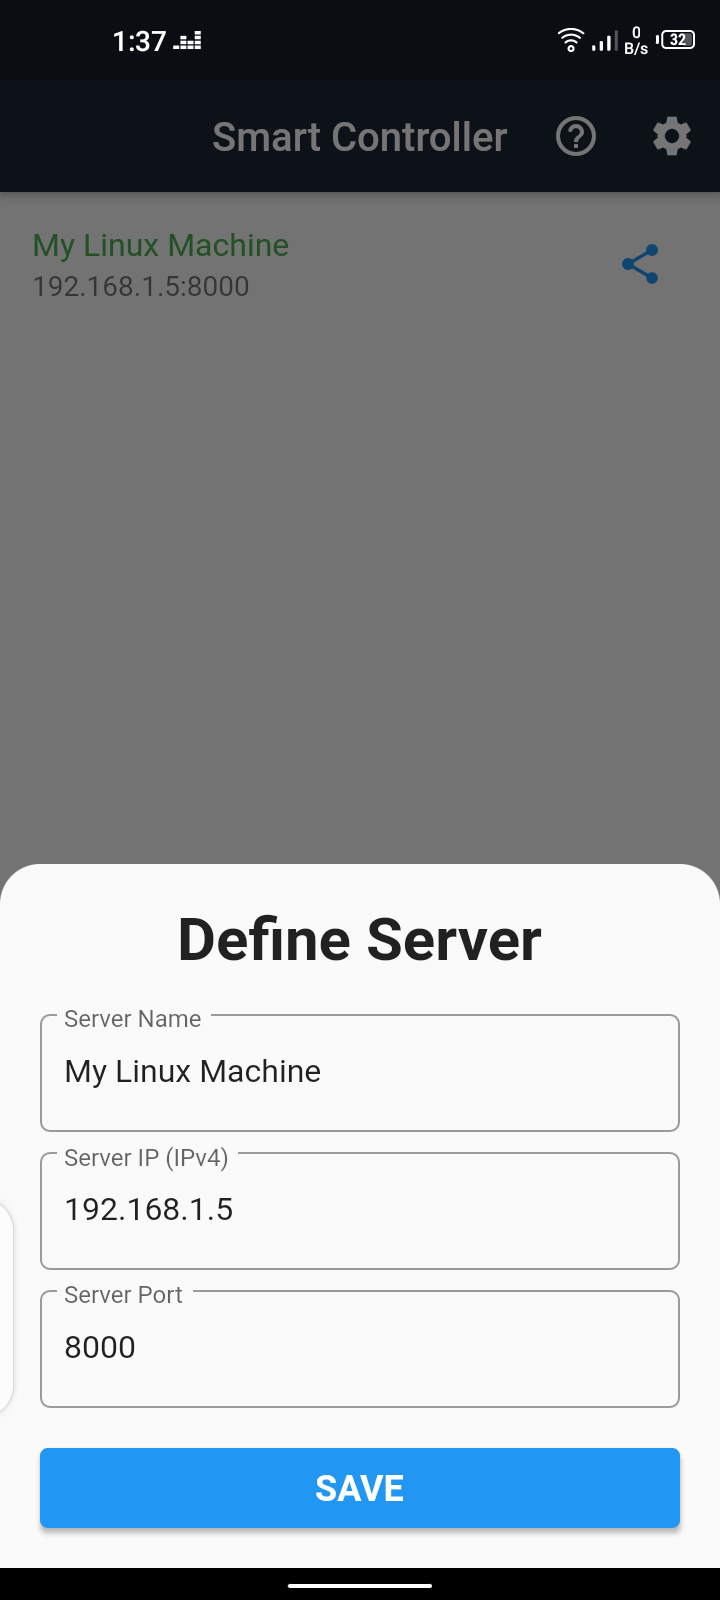 1:37
0
B/s
32
Smart Controller
My Linux Machine
192.168.1.5:8000
Define Server
Server Name
My Linux Machine
Server IP (IPv4)
192.168.1.5
Server Port
8000
SAVE